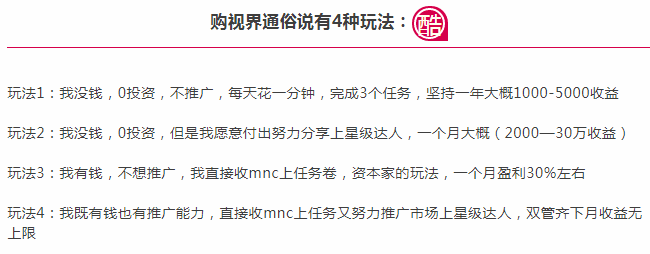 购视界通俗说有4种玩法：酷
玩法1：我没钱，0投资，不推广，每天花一分钟，完成3个任务，坚持一年大概1000-5000收益
玩法2：我没钱，0投资，但是我愿意付出努力分享上星级达人，一个月大概（2000—30万收益）
玩法3：我有钱，不想推广，我直接收mnc上任务卷，资本家的玩法，一个月盈利30%左右
玩法4：我既有钱也有推广能力，直接收mnc上任务又努力推广市场上星级达人，双管齐下月收益无
上限